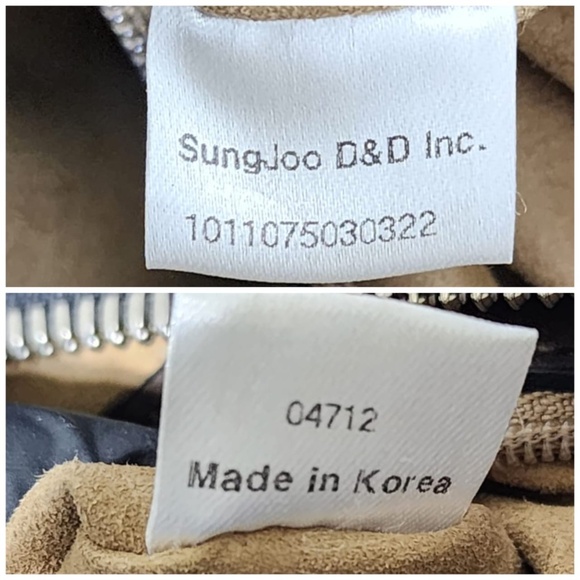 SungJoo D&D Inc.
1011075030322
04712
Made in Korea